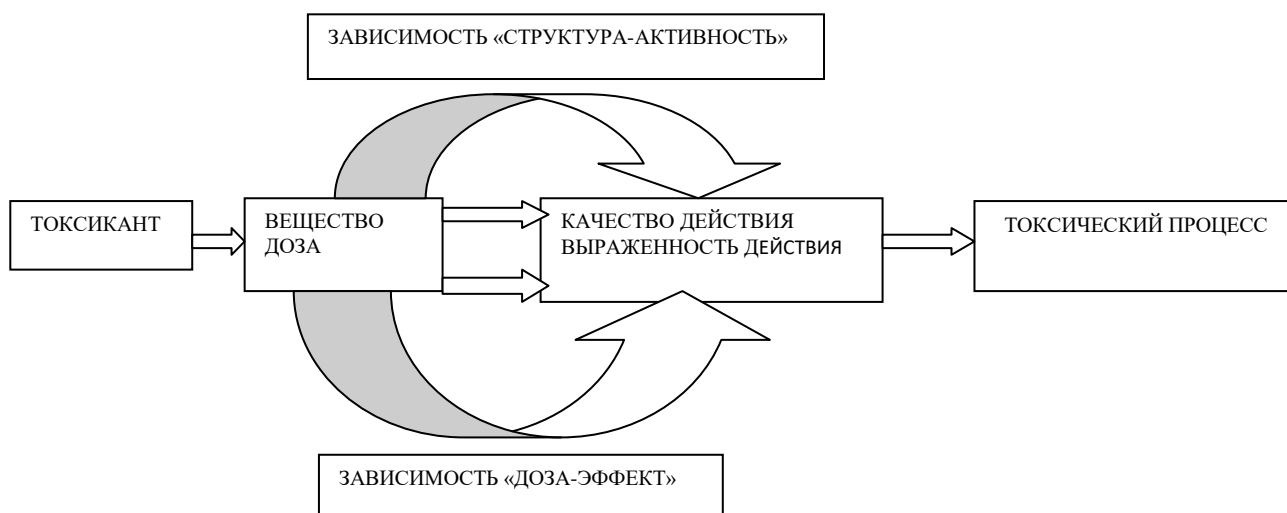 ЗАВИСИМОСТЬ «СТРУКТУРА-АКТИВНОСТЬ»
ТОКСИКАНТ
ВЕЩЕСТВО
ДОЗА
КАЧЕСТВО ДЕЙСТВИЯ
ВЫРАЖЕННОСТЬ ДЕЙСТВИЯ
ТОКСИЧЕСКИЙ ПРОЦЕСС
ЗАВИСИМОСТЬ «ДОЗА-ЭФФЕКТ»